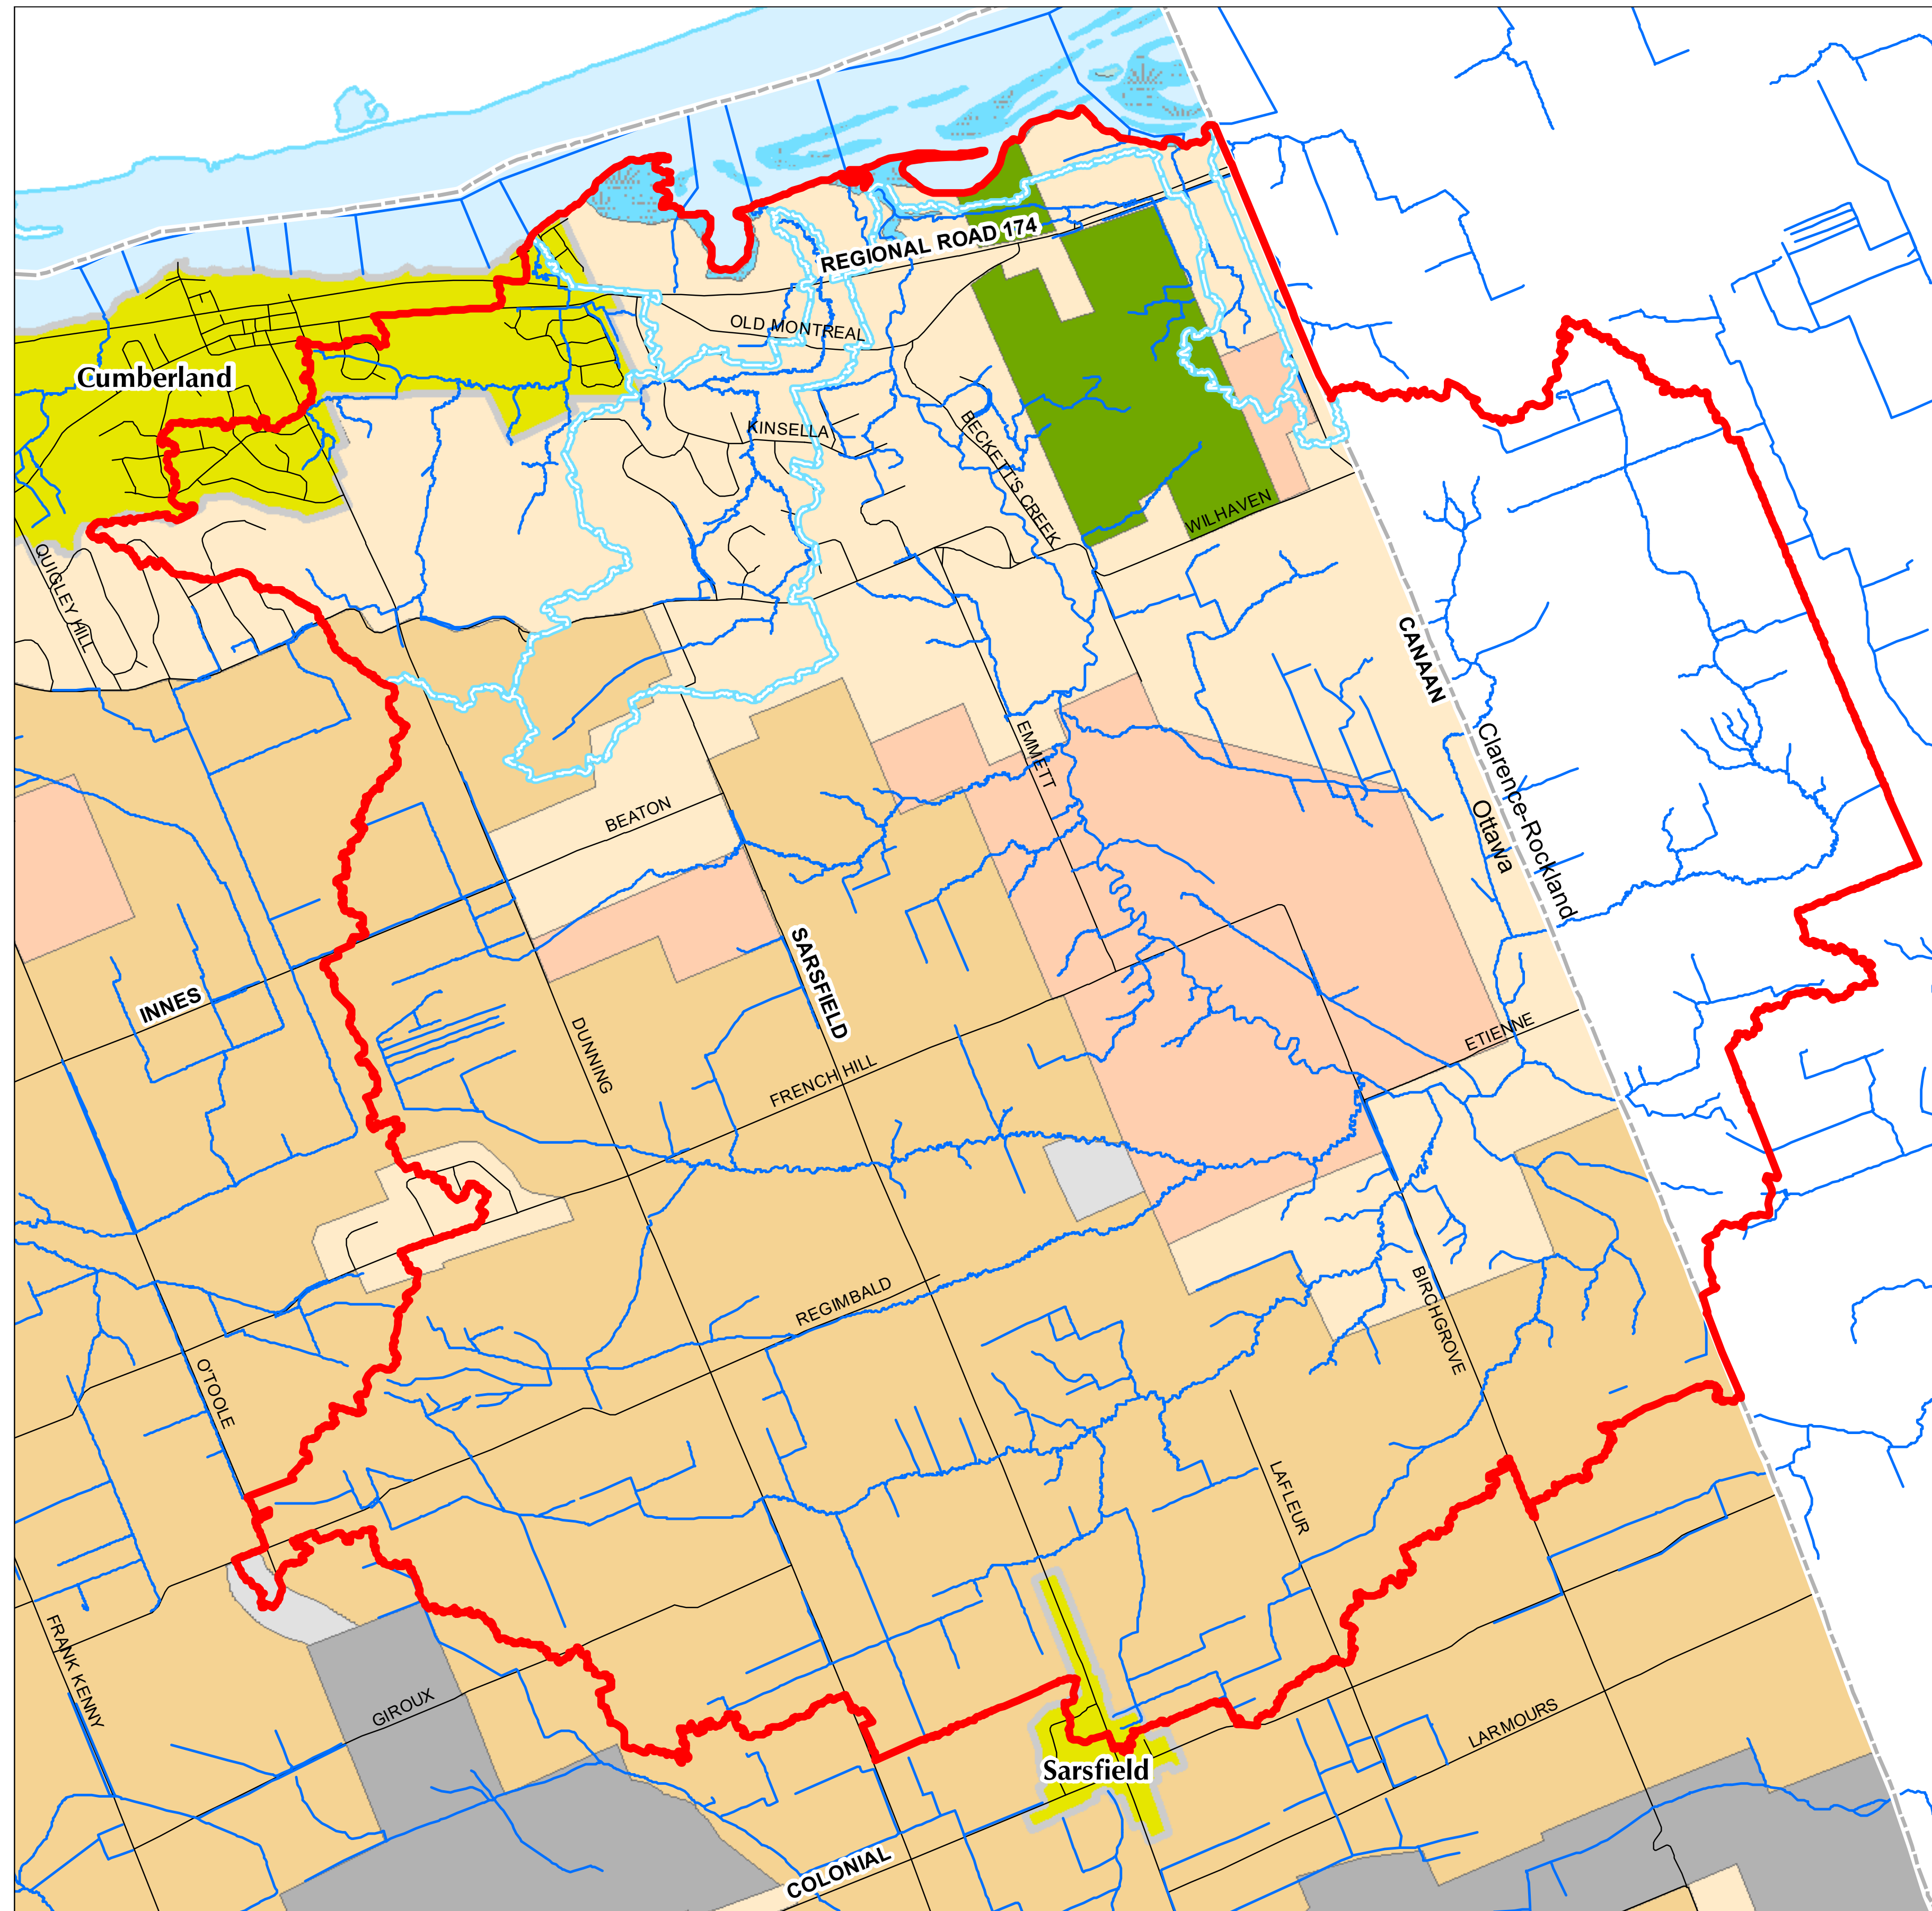 REGIONAL ROAD 174
OLD MONTREAL
Cumberland
KINSELLA
BECKETT'S CREEK
WILHAVEN
QUIGLEY HILL
CANAAN
Clarence-Rockland
Ottawa
EMMETT
BEATON
SARSFIELD
INNES
DUNNING
FRENCH HILL
ETIENNE
REGIMBALD
BIRCHGROVE
O'TOOLE
LAFLEUR
FRANK KENNY
GIROUX
LARMOURS
Sarsfield
COLONIAL